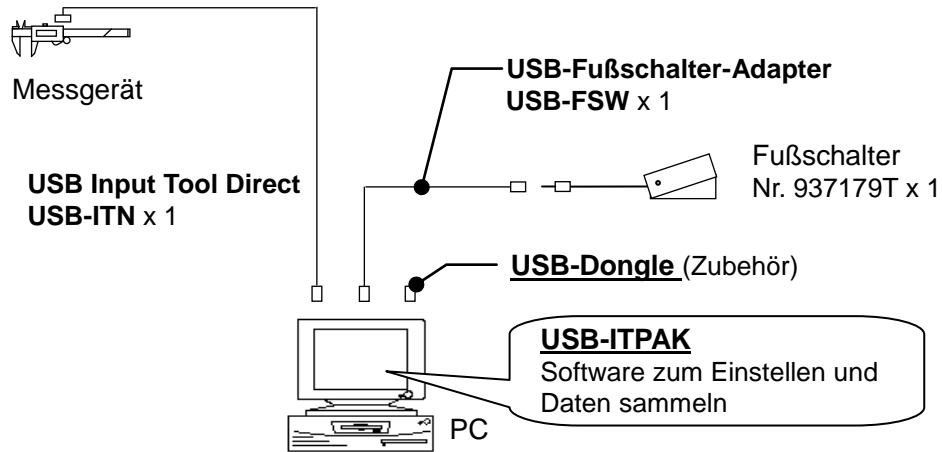 Messgerät
USB-Fußschalter-Adapter
USB-FSW x 1
Fußschalter
Nr. 937179T x 1
USB Input Tool Direct
USB-ITN x 1
USB-Dongle (Zubehör)
USB-ITPAK
Software zum Einstellen und
Daten sammeln
PC